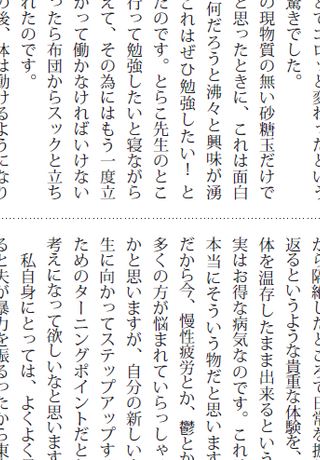 とでコロッと変わったという
驚きでした。
の現物質の無い砂糖玉だけで
と思ったときに、これは面白
何だろうと沸々と興味が湧
これはぜひ勉強したい！　と
たのです。とらこ先生のとこ
行って勉強したいと寝ながら
えて、その為にはもう一度立
かって働かなければいけない
ったら布団からスックと立ち
れたのです。
の後、体は動けるようになり
から隔絶したところで日常を
返るというような貴重な体験を、
体を温存したまま出来るという
実はお得な病気なのです。これ
本当にそういう物だと思います
だから今、慢性疲労とか、鬱とか
多くの方が悩まれていらっしゃ
かと思いますが、自分の新しい
生に向かってステップアップす
ためのターニングポイントだと
考えになって欲しいなと思います
私自身にとっては、よくよく
ると夫が暴力を振るったから東